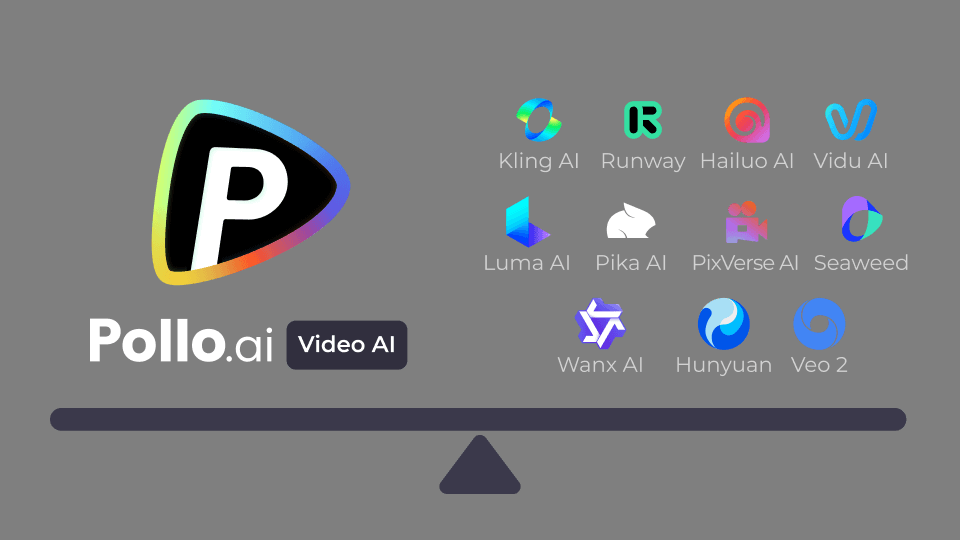 P
Pollo.ai
Video AI
Kling AI Runway Hailuo AI Vidu AI
Luma AI Pika AI PixVerse AI Seaweed
Wanx AI Hunyuan Veo 2